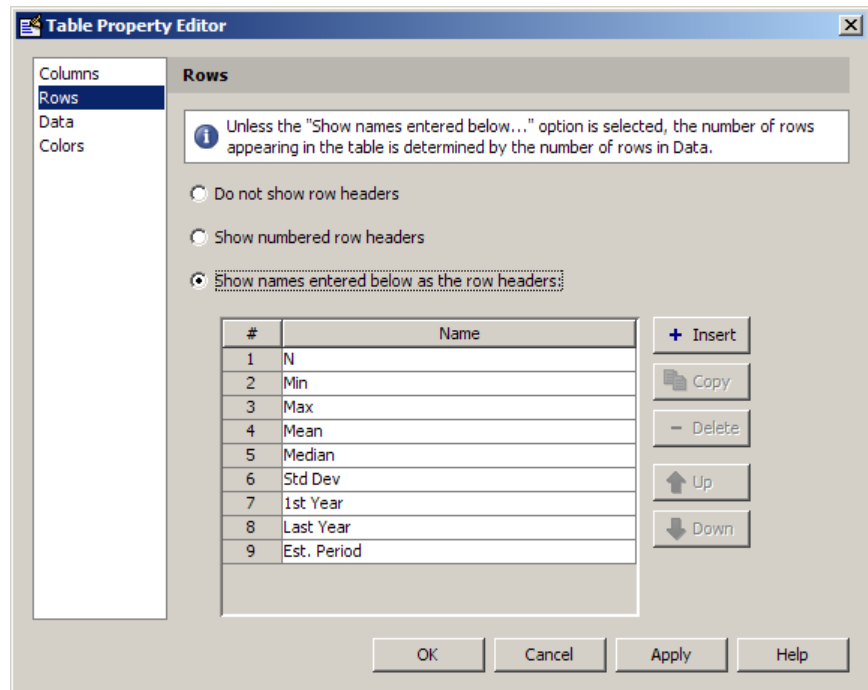 Table Property Editor
Columns
Rows
Data
Colors
Rows
Unless the "Show names entered below..." option is selected, the number of rows
appearing in the table is determined by the number of rows in Data.
Do not show row headers
Show numbered row headers
Show names entered below as the row headers:
# Name
1 N
2 Min
3 Max
4 Mean
5 Median
6 Std Dev
7 1st Year
8 Last Year
9 Est. Period
+ Insert
Copy
− Delete
Up
Down
OK Cancel Apply Help